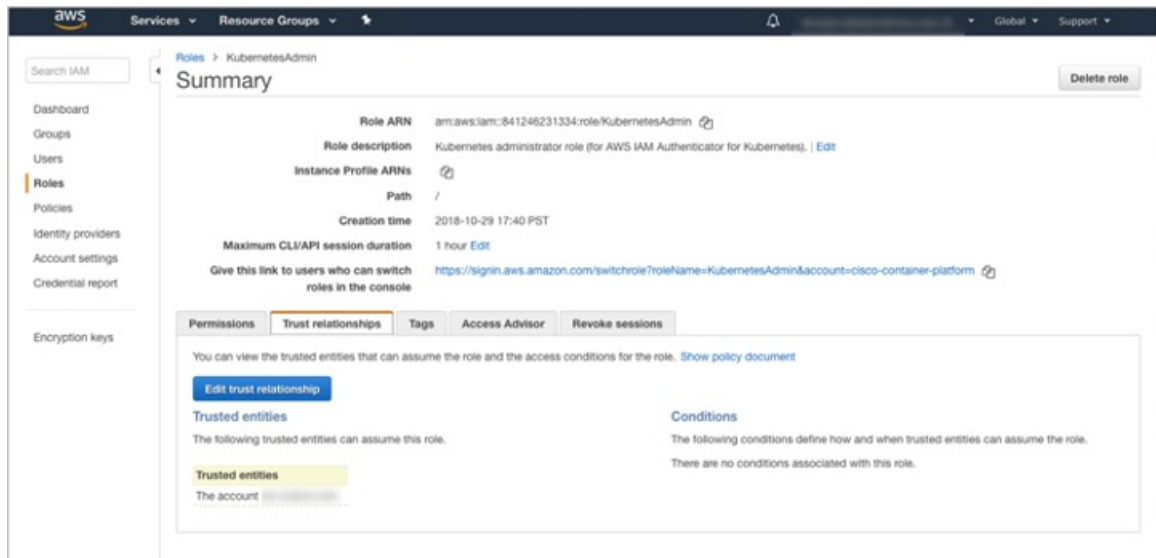 aws Services Resource Groups Global Support
Search IAM
Dashboard
Groups
Users
Roles
Policies
Identity providers
Account settings
Credential report
Encryption keys
Roles > KubernetesAdmin
Summary
Delete role
Role ARN arn:aws:iam::841246231334:role/KubernetesAdmin
Role description Kubernetes administrator role (for AWS IAM Authenticator for Kubernetes). | Edit
Instance Profile ARNs
Path /
Creation time 2018-10-29 17:40 PST
Maximum CLI/API session duration 1 hour Edit
Give this link to users who can switch https://signin.aws.amazon.com/switchrole?roleName=KubernetesAdmin&account=cisco-container-platform
roles in the console
Permissions Trust relationships Tags Access Advisor Revoke sessions
You can view the trusted entities that can assume the role and the access conditions for the role. Show policy document
Edit trust relationship
Trusted entities
The following trusted entities can assume this role.
Trusted entities
The account
Conditions
The following conditions define how and when trusted entities can assume the role.
There are no conditions associated with this role.